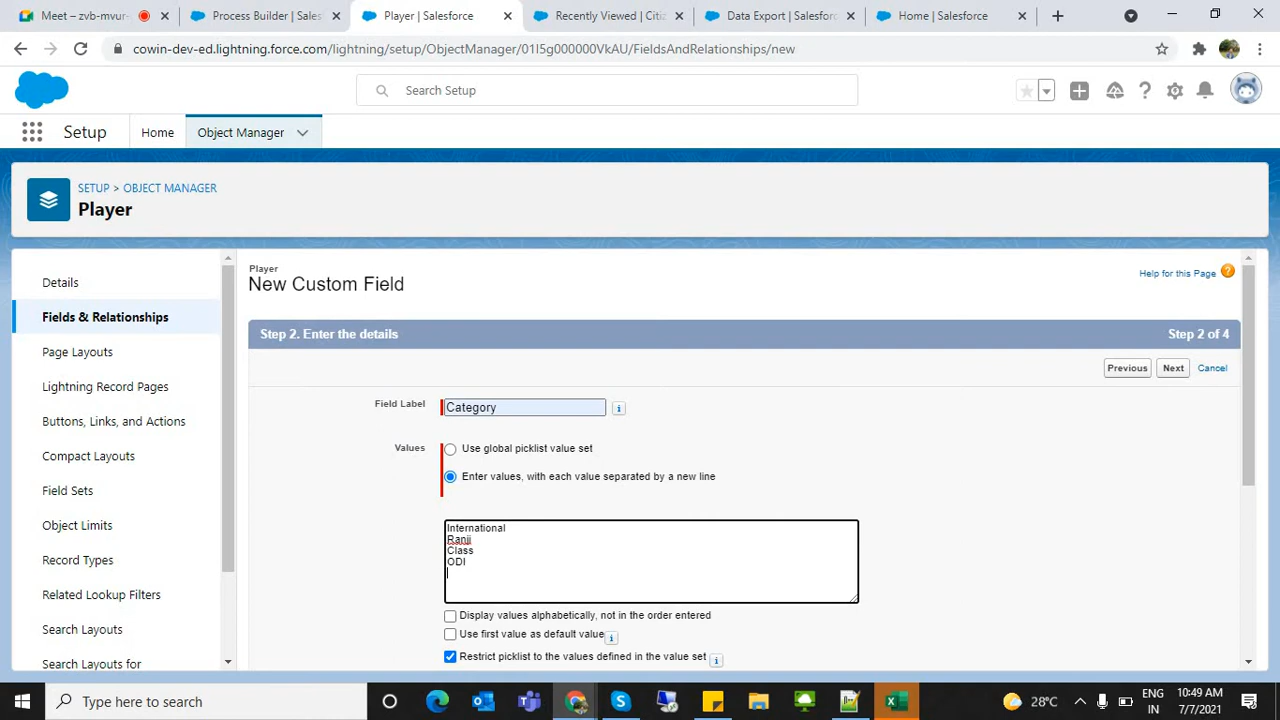 Meet – zvb-mvur-
Process Builder | Salesf
Player | Salesforce
Recently Viewed | Citiz
Data Export | Salesforc
Home | Salesforce
cowin-dev-ed.lightning.force.com/lightning/setup/ObjectManager/01I5g000000VkAU/FieldsAndRelationships/new
Search Setup
Setup
Home
Object Manager
SETUP > OBJECT MANAGER
Player
Details
Fields & Relationships
Page Layouts
Lightning Record Pages
Buttons, Links, and Actions
Compact Layouts
Field Sets
Object Limits
Record Types
Related Lookup Filters
Search Layouts
Search Layouts for
Player
New Custom Field
Help for this Page
Step 2. Enter the details
Step 2 of 4
Previous
Next
Cancel
Field Label
Category
Values
Use global picklist value set
Enter values, with each value separated by a new line
International
Ranji
Class
ODI
Display values alphabetically, not in the order entered
Use first value as default value
Restrict picklist to the values defined in the value set
Type here to search
28°C
ENG
IN
10:49 AM
7/7/2021